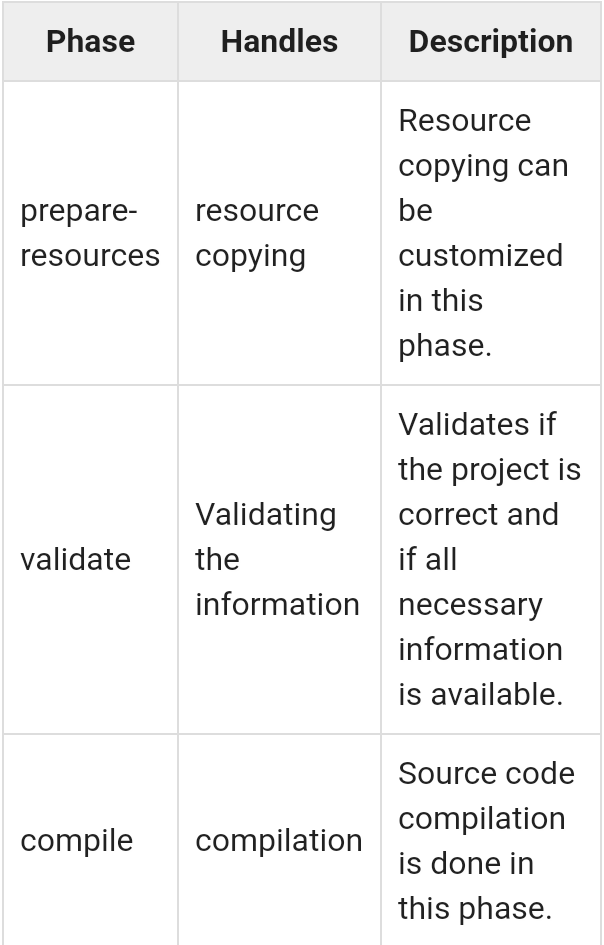 Phase Handles Description
prepare-
resources
resource
copying
Resource
copying can
be
customized
in this
phase.
validate
Validating
the
information
Validates if
the project is
correct and
if all
necessary
information
is available.
compile
compilation
Source code
compilation
is done in
this phase.